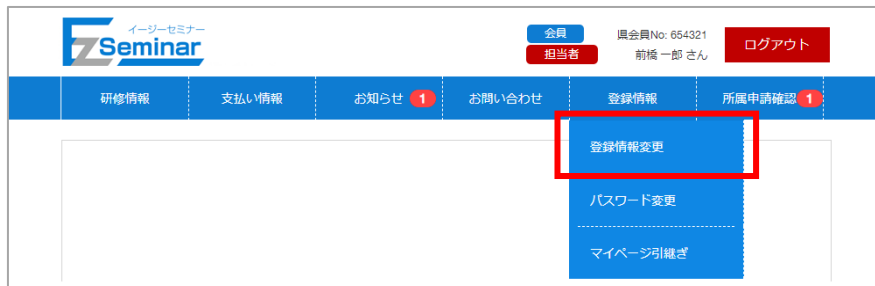 イージーセミナー
EzSeminar
会員
県会員No: 654321
担当者
前橋 一郎 さん
ログアウト
研修情報 支払い情報 お知らせ 1 お問い合わせ 登録情報 所属申請確認 1
登録情報変更
パスワード変更
マイページ引継ぎ